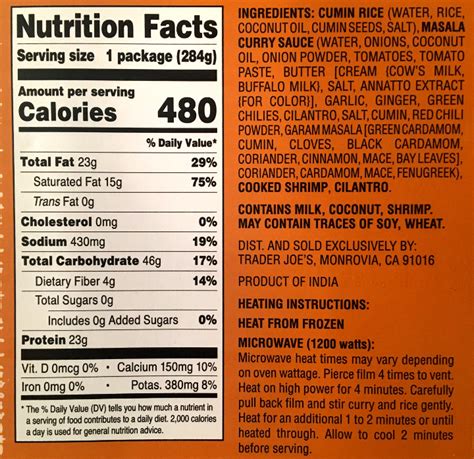 Nutrition Facts
Serving size 1 package (284g)
Amount per serving
Calories 480
% Daily Value*
Total Fat 23g 29%
Saturated Fat 15g 75%
Trans Fat 0g
Cholesterol 0mg 0%
Sodium 430mg 19%
Total Carbohydrate 46g 17%
Dietary Fiber 4g 14%
Total Sugars 0g
Includes 0g Added Sugars 0%
Protein 23g
Vit. D 0mcg 0% • Calcium 150mg 10%
Iron 0mg 0% • Potas. 380mg 8%
* The % Daily Value (DV) tells you how much a nutrient in
a serving of food contributes to a daily diet. 2,000 calories
a day is used for general nutrition advice.
INGREDIENTS: CUMIN RICE (WATER, RICE,
COCONUT OIL, CUMIN SEEDS, SALT), MASALA
CURRY SAUCE (WATER, ONIONS, COCONUT
OIL, ONION POWDER, TOMATOES, TOMATO
PASTE, BUTTER [CREAM (COW'S MILK,
BUFFALO MILK), SALT, ANNATTO EXTRACT
(FOR COLOR)], GARLIC, GINGER, GREEN
CHILIES, CILANTRO, SALT, CUMIN, RED CHILI
POWDER, GARAM MASALA [GREEN CARDAMOM,
CUMIN, CLOVES, BLACK CARDAMOM,
CORIANDER, CINNAMON, MACE, BAY LEAVES],
CORIANDER, CARDAMOM, MACE, FENUGREEK),
COOKED SHRIMP, CILANTRO.
CONTAINS MILK, COCONUT, SHRIMP.
MAY CONTAIN TRACES OF SOY, WHEAT.
DIST. AND SOLD EXCLUSIVELY BY:
TRADER JOE'S, MONROVIA, CA 91016
PRODUCT OF INDIA
HEATING INSTRUCTIONS:
HEAT FROM FROZEN
MICROWAVE (1200 watts):
Microwave heat times may vary depending
on oven wattage. Pierce film 4 times to vent.
Heat on high power for 4 minutes. Carefully
pull back film and stir curry and rice gently.
Heat for an additional 1 to 2 minutes or until
heated through. Allow to cool 2 minutes
before serving.